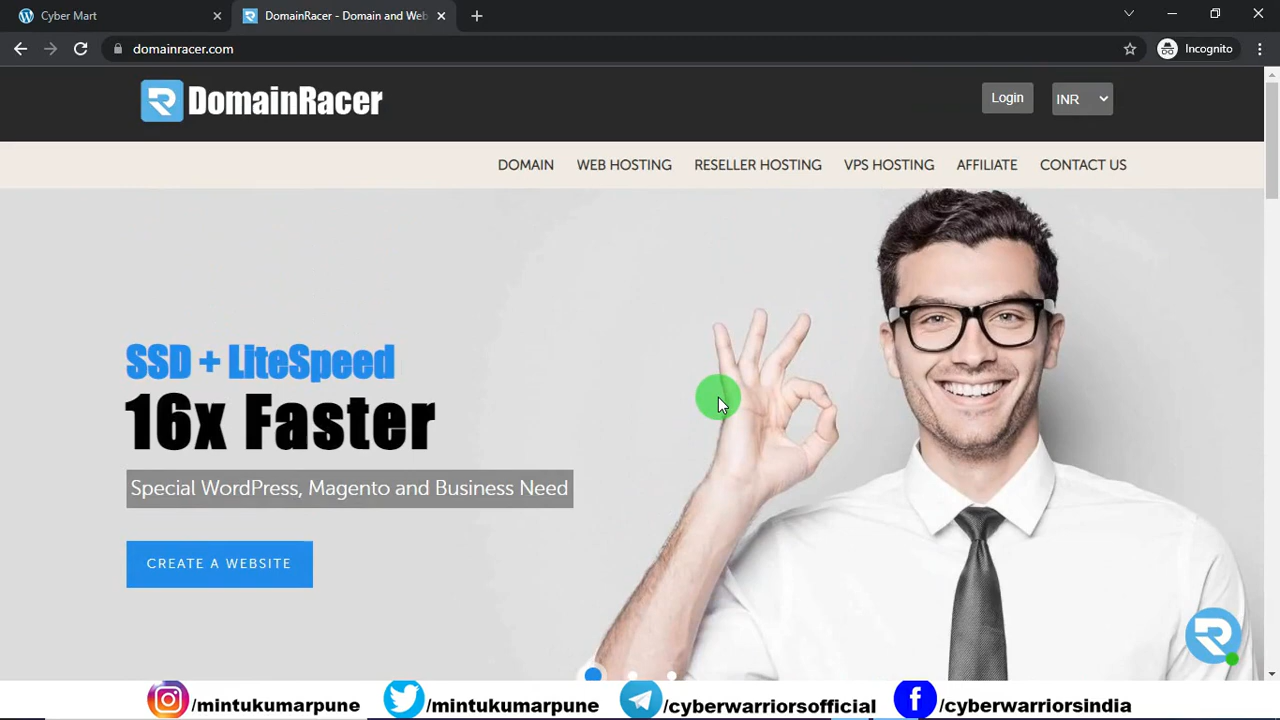 Cyber Mart
DomainRacer - Domain and Web
domainracer.com
Incognito
DomainRacer
Login
INR
DOMAIN WEB HOSTING RESELLER HOSTING VPS HOSTING AFFILIATE CONTACT US
SSD + LiteSpeed
16x Faster
Special WordPress, Magento and Business Need
CREATE A WEBSITE
/mintukumarpune /mintukumarpune /cyberwarriorsofficial /cyberwarriorsindia